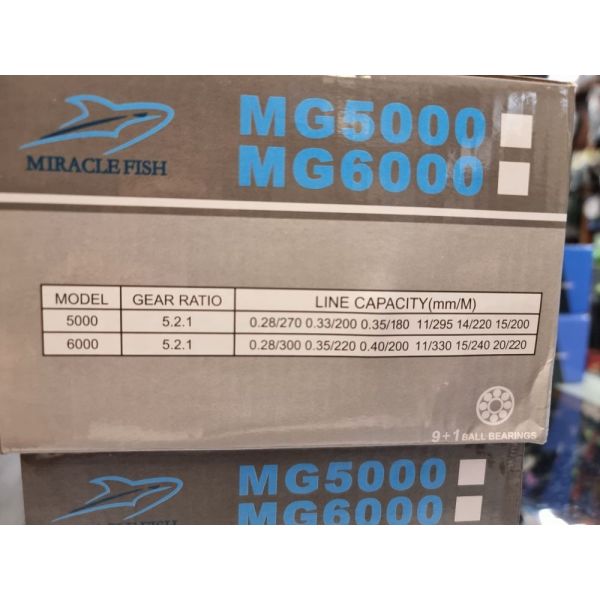 MG5000
MIRACLE FISH
MG6000
MODEL GEAR RATIO LINE CAPACITY(mm/M)
5000 5.2.1 0.28/270 0.33/200 0.35/180 11/295 14/220 15/200
6000 5.2.1 0.28/300 0.35/220 0.40/200 11/330 15/240 20/220
9+1 BALL BEARINGS
MG5000
MG6000
MIRACLE FISH